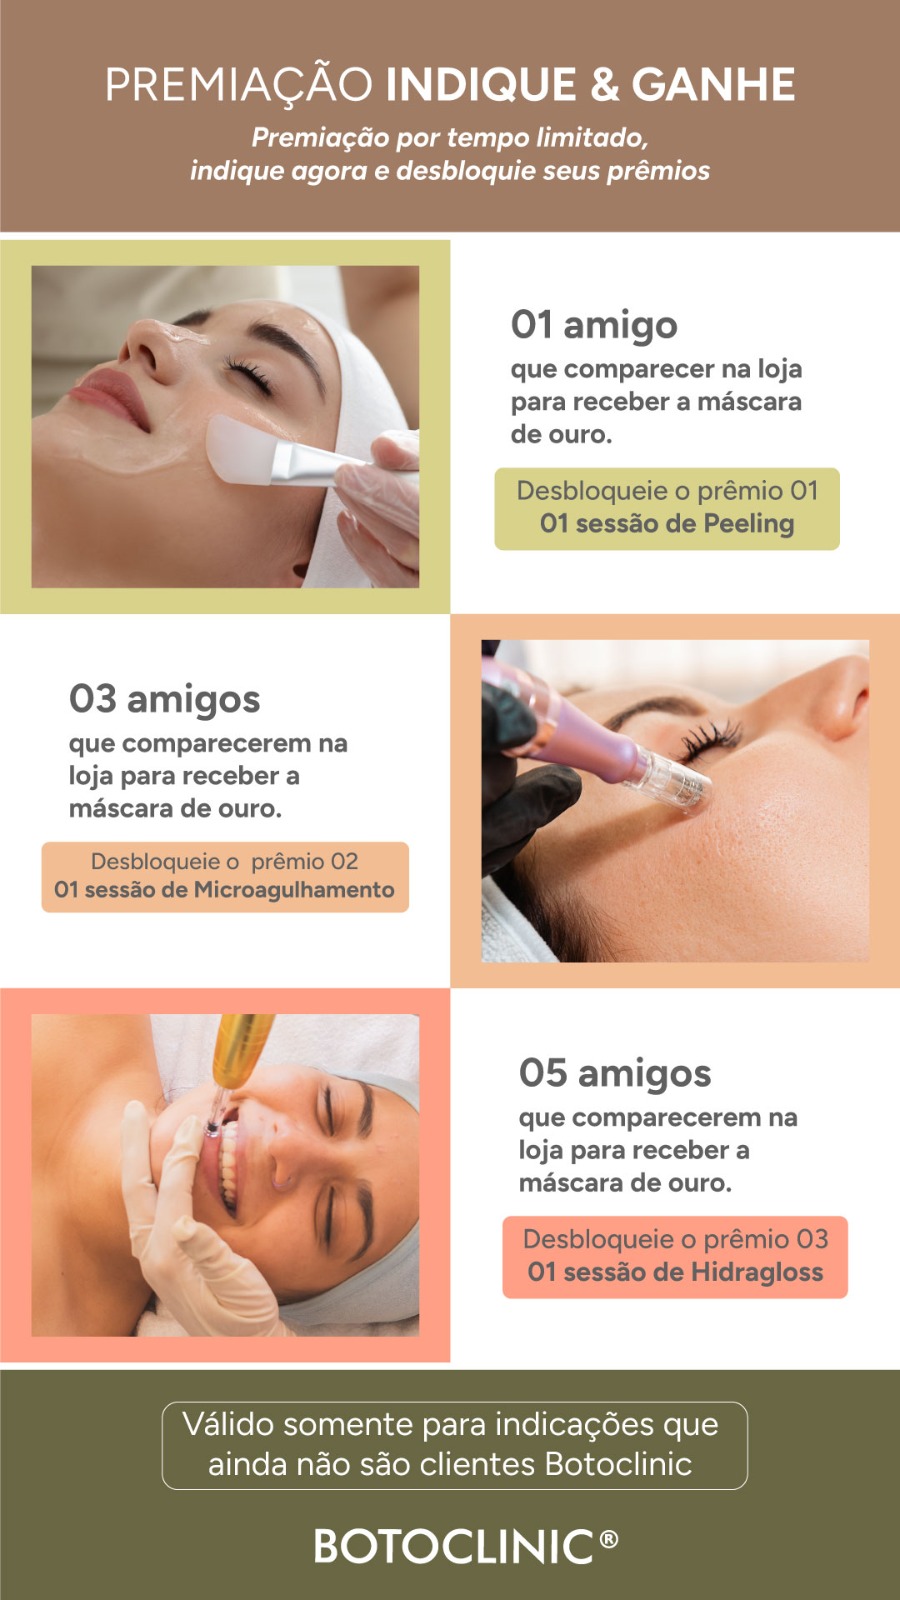 PREMIAÇÃO INDIQUE & GANHE
Premiação por tempo limitado,
indique agora e desbloquie seus prêmios
01 amigo
que comparecer na loja
para receber a máscara
de ouro.
Desbloqueie o prêmio 01
01 sessão de Peeling
03 amigos
que comparecerem na
loja para receber a
máscara de ouro.
Desbloqueie o prêmio 02
01 sessão de Microagulhamento
05 amigos
que comparecerem na
loja para receber a
máscara de ouro.
Desbloqueie o prêmio 03
01 sessão de Hidragloss
Válido somente para indicações que
ainda não são clientes Botoclinic
BOTOCLINIC®